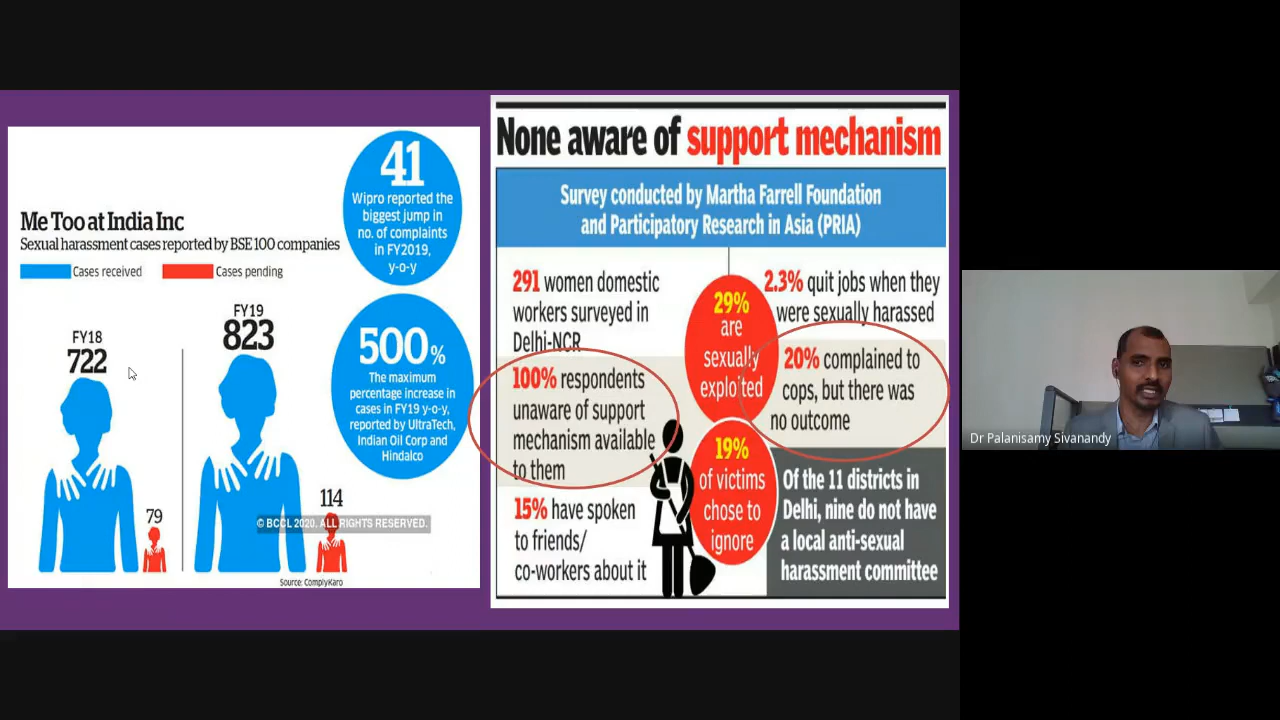 Me Too at India Inc
Sexual harassment cases reported by BSE 100 companies
Cases received
Cases pending
FY18
722
79
FY19
823
114
© BCCL 2020. ALL RIGHTS RESERVED.
Source: ComplyKaro
41
Wipro reported the
biggest jump in
no. of complaints
in FY2019,
y-o-y
500%
The maximum
percentage increase in
cases in FY19 y-o-y,
reported by UltraTech,
Indian Oil Corp and
Hindalco
None aware of support mechanism
Survey conducted by Martha Farrell Foundation
and Participatory Research in Asia (PRIA)
291 women domestic
workers surveyed in
Delhi-NCR
100% respondents
unaware of support
mechanism available
to them
15% have spoken
to friends/
co-workers about it
29%
are
sexually
exploited
19%
of victims
chose to
ignore
2.3% quit jobs when they
were sexually harassed
20% complained to
cops, but there was
no outcome
Of the 11 districts in
Delhi, nine do not have
a local anti-sexual
harassment committee
Dr Palanisamy Sivanandy